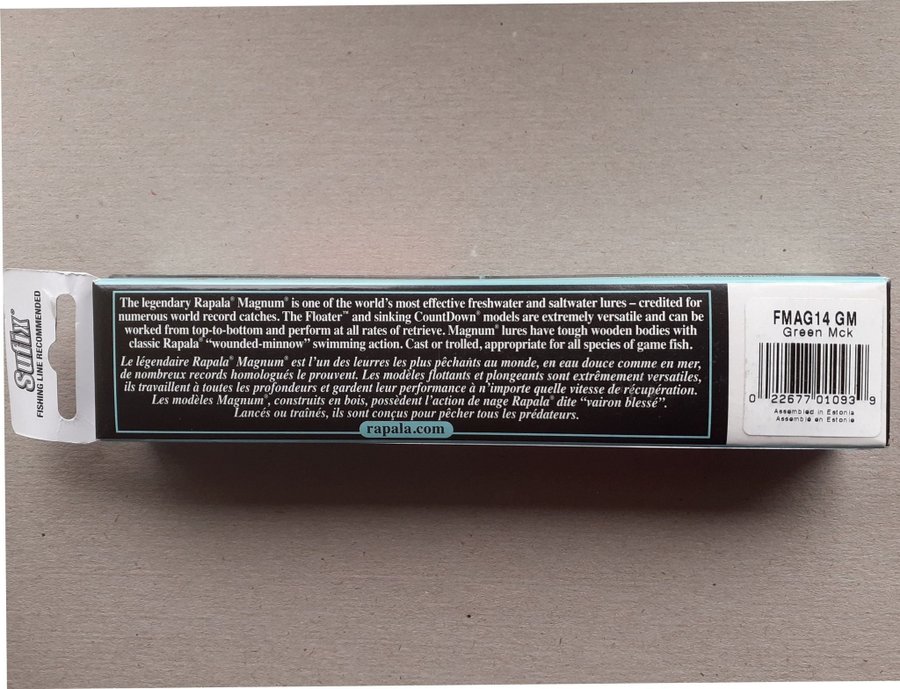 Sufix®
FISHING LINE RECOMMENDED
The legendary Rapala® Magnum® is one of the world's most effective freshwater and saltwater lures – credited for
numerous world record catches. The Floater™ and sinking CountDown® models are extremely versatile and can be
worked from top-to-bottom and perform at all rates of retrieve. Magnum® lures have tough wooden bodies with
classic Rapala® “wounded-minnow” swimming action. Cast or trolled, appropriate for all species of game fish.
Le légendaire Rapala® Magnum® est l'un des leurres les plus pêchants au monde, en eau douce comme en mer,
de nombreux records homologués le prouvent. Les modèles flottants et plongeants sont extrêmement versatiles,
ils travaillent à toutes les profondeurs et gardent leur performance à n'importe quelle vitesse de récupération.
Les modèles Magnum®, construits en bois, possèdent l'action de nage Rapala® dite “vairon blessé”.
Lancés ou traînés, ils sont conçus pour pêcher tous les prédateurs.
rapala.com
FMAG14 GM
Green Mck
0 22677 01093 9
Assembled in Estonia
Assemblé en Estonie